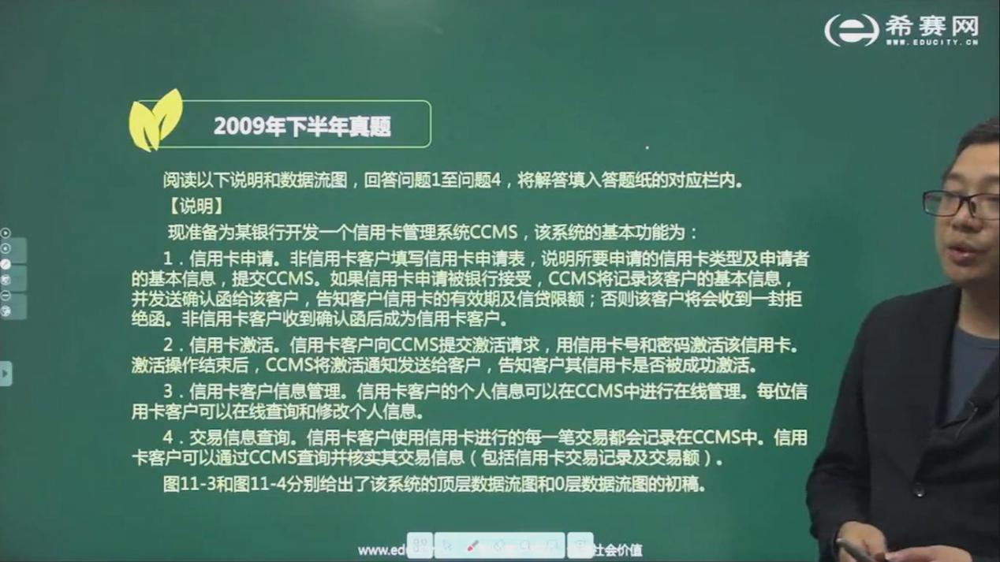 希赛网
WWW.EDUCITY.CN
2009年下半年真题
阅读以下说明和数据流图，回答问题1至问题4，将解答填入答题纸的对应栏内。
【说明】
现准备为某银行开发一个信用卡管理系统CCMS，该系统的基本功能为：
1．信用卡申请。非信用卡客户填写信用卡申请表，说明所要申请的信用卡类型及申请者
的基本信息，提交CCMS。如果信用卡申请被银行接受，CCMS将记录该客户的基本信息，
并发送确认函给该客户，告知客户信用卡的有效期及信贷限额；否则该客户将会收到一封拒
绝函。非信用卡客户收到确认函后成为信用卡客户。
2．信用卡激活。信用卡客户向CCMS提交激活请求，用信用卡号和密码激活该信用卡。
激活操作结束后，CCMS将激活通知发送给客户，告知客户其信用卡是否被成功激活。
3．信用卡客户信息管理。信用卡客户的个人信息可以在CCMS中进行在线管理。每位信
用卡客户可以在线查询和修改个人信息。
4．交易信息查询。信用卡客户使用信用卡进行的每一笔交易都会记录在CCMS中。信用
卡客户可以通过CCMS查询并核实其交易信息（包括信用卡交易记录及交易额）。
图11-3和图11-4分别给出了该系统的顶层数据流图和0层数据流图的初稿。
www.edu
社会价值